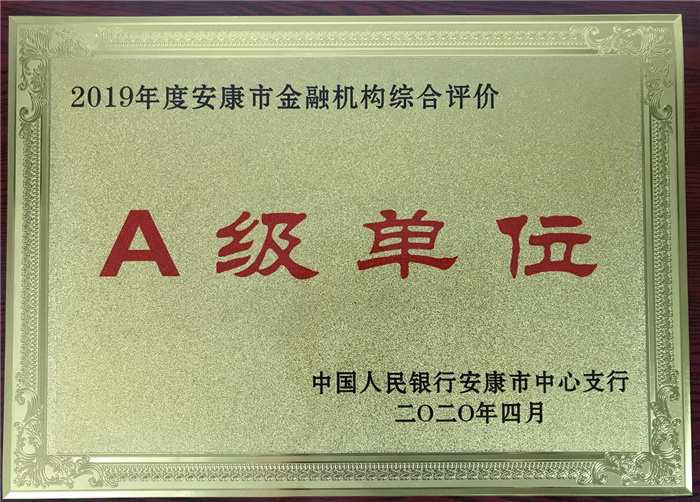 2019年度安康市金融机构综合评价
A级单位
中国人民银行安康市中心支行
二〇二〇年四月